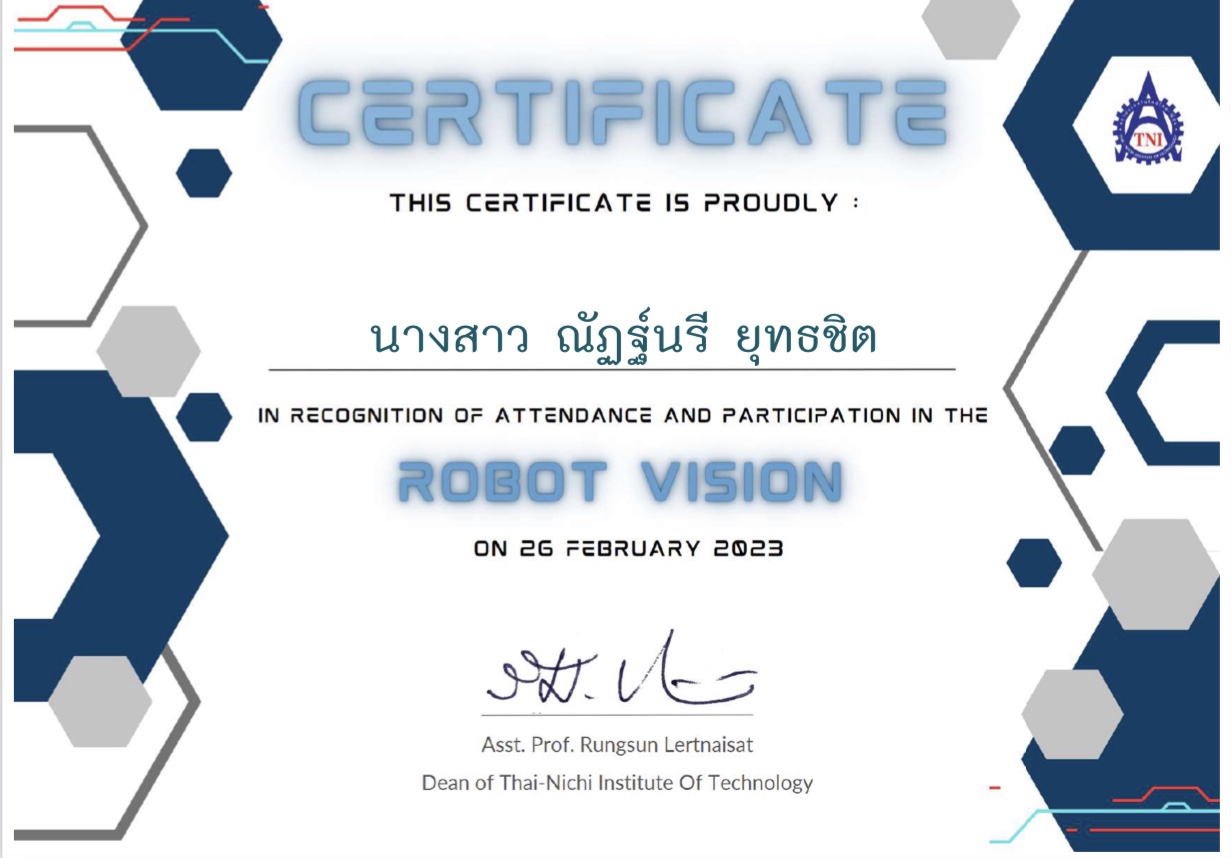 CERTIFICATE
TNI
THIS CERTIFICATE IS PROUDLY :
นางสาว ณัฏฐ์นรี ยุทธชิต
IN RECOGNITION OF ATTENDANCE AND PARTICIPATION IN THE
ROBOT VISION
ON 26 FEBRUARY 2023
Asst. Prof. Rungsun Lertnaisat
Dean of Thai-Nichi Institute Of Technology